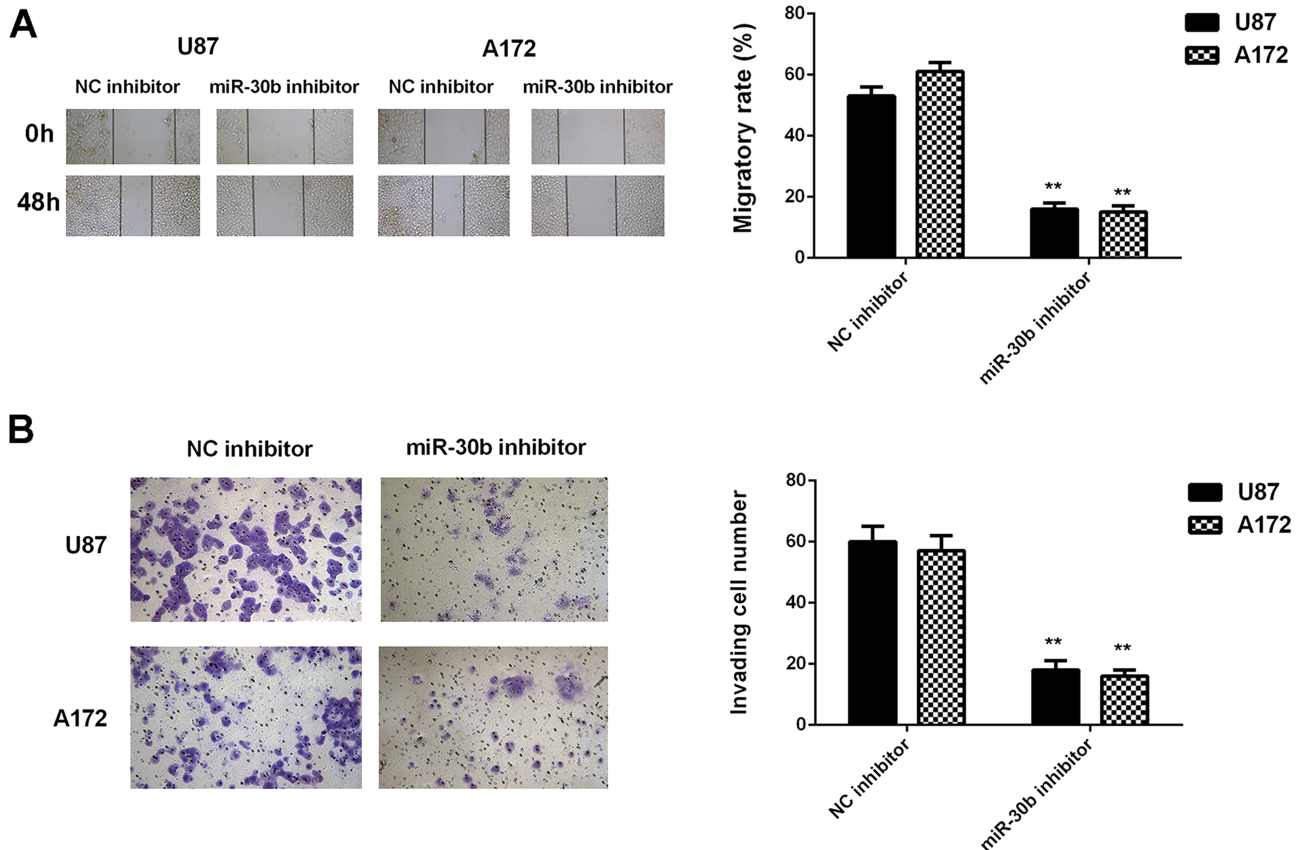 A
U87
A172
NC inhibitor
miR-30b inhibitor
NC inhibitor
miR-30b inhibitor
0h
48h
Migratory rate (%)
80
60
40
20
0
**
**
NC inhibitor
miR-30b inhibitor
U87
A172
B
NC inhibitor
miR-30b inhibitor
U87
A172
Invading cell number
80
60
40
20
0
**
**
NC inhibitor
miR-30b inhibitor
U87
A172